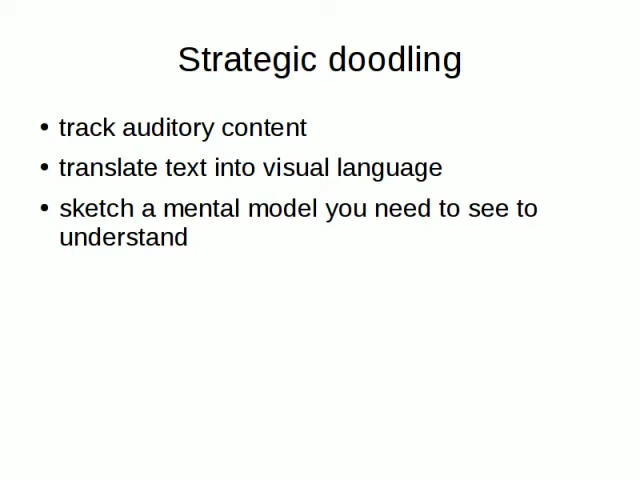 Strategic doodling
• track auditory content
• translate text into visual language
• sketch a mental model you need to see to
understand